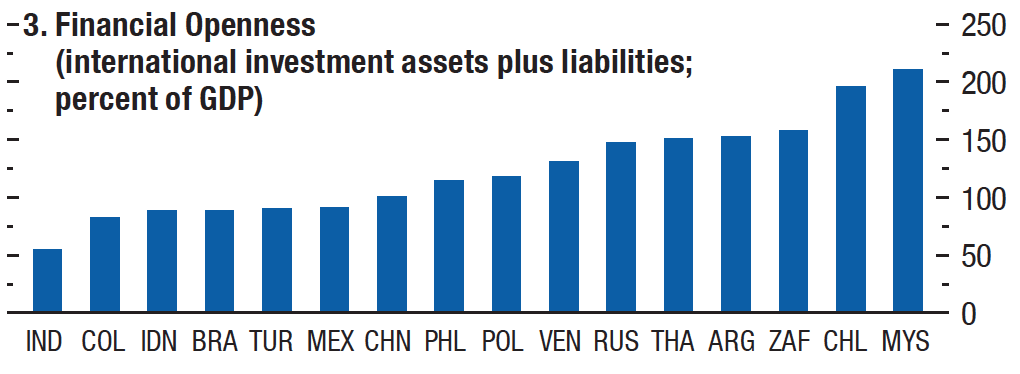 3. Financial Openness
(international investment assets plus liabilities;
percent of GDP)
250
200
150
100
50
0
IND COL IDN BRA TUR MEX CHN PHL POL VEN RUS THA ARG ZAF CHL MYS